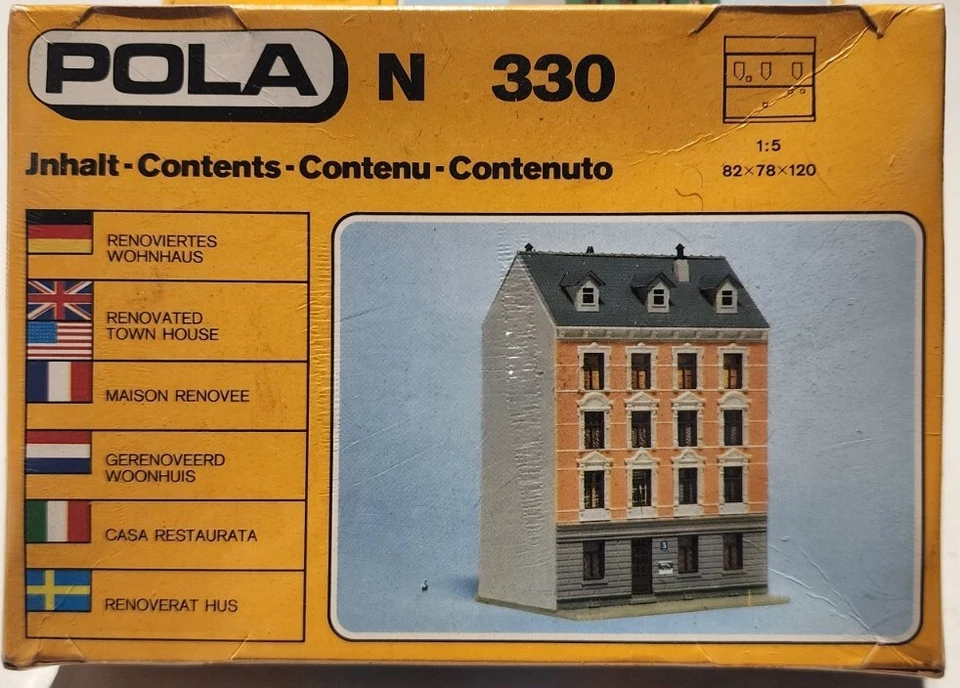 POLA N 330
1:5
82×78×120
Jnhalt - Contents - Contenu - Contenuto
RENOVIERTES
WOHNHAUS
RENOVATED
TOWN HOUSE
MAISON RENOVEE
GERENOVEERD
WOONHUIS
CASA RESTAURATA
RENOVERAT HUS
3